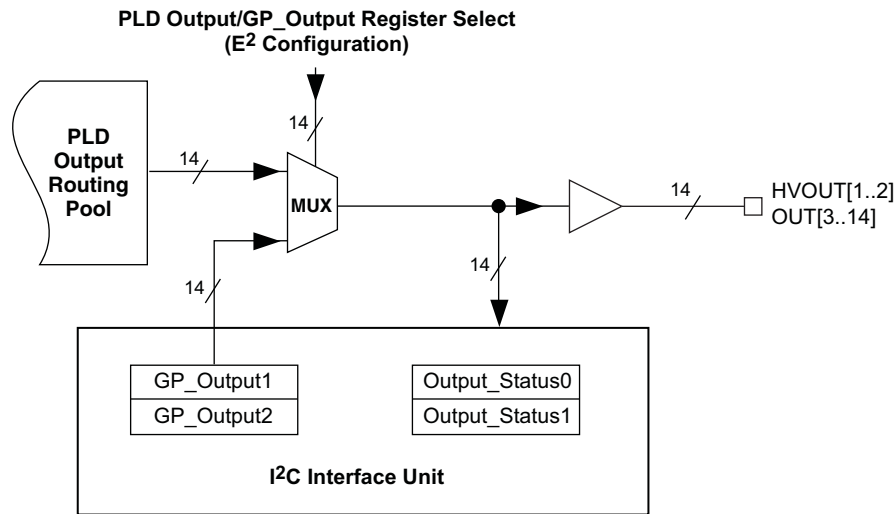 PLD Output/GP_Output Register Select
(E2 Configuration)
14
PLD
Output
Routing
Pool
14
MUX
14
HVOUT[1..2]
OUT[3..14]
14
14
GP_Output1
GP_Output2
Output_Status0
Output_Status1
I2C Interface Unit